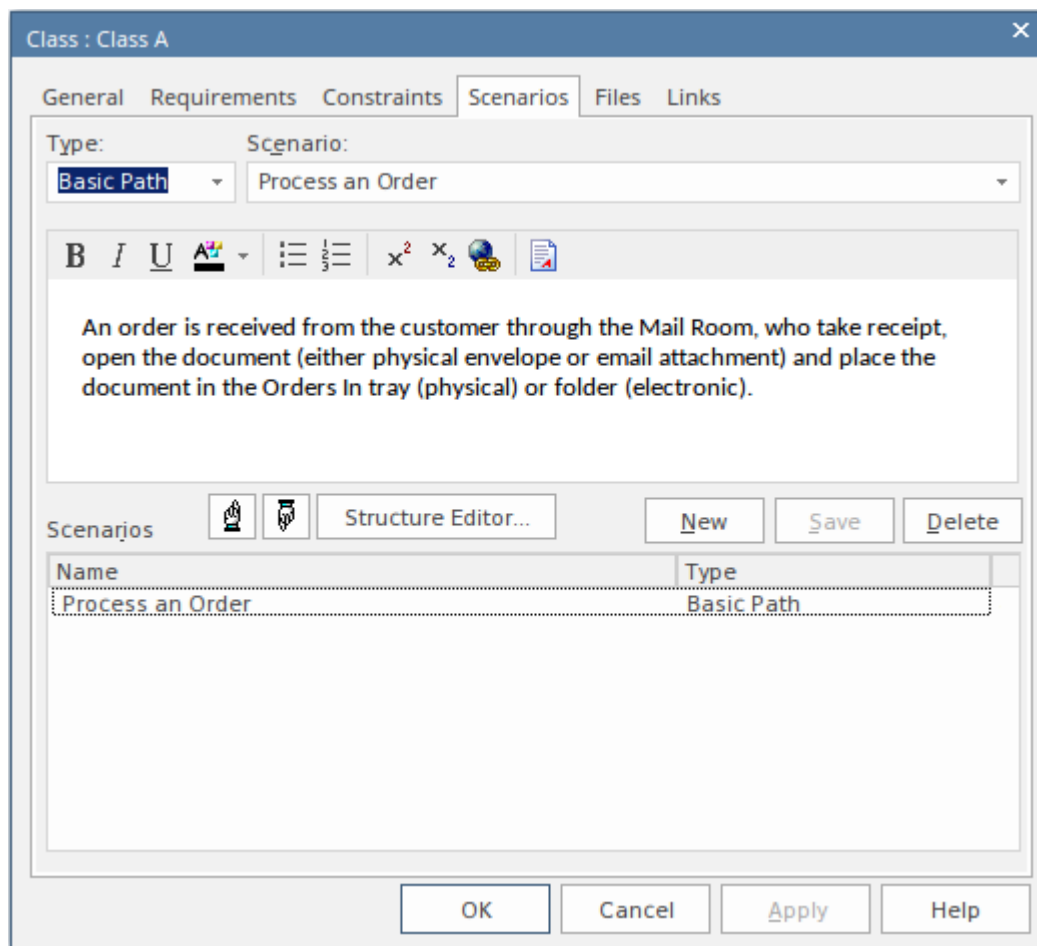 Class : Class A
General Requirements Constraints Scenarios Files Links
Type: Scenario:
Basic Path Process an Order
B I U A x² x₂
An order is received from the customer through the Mail Room, who take receipt,
open the document (either physical envelope or email attachment) and place the
document in the Orders In tray (physical) or folder (electronic).
Scenarios Structure Editor... New Save Delete
Name Type
Process an Order Basic Path
OK Cancel Apply Help